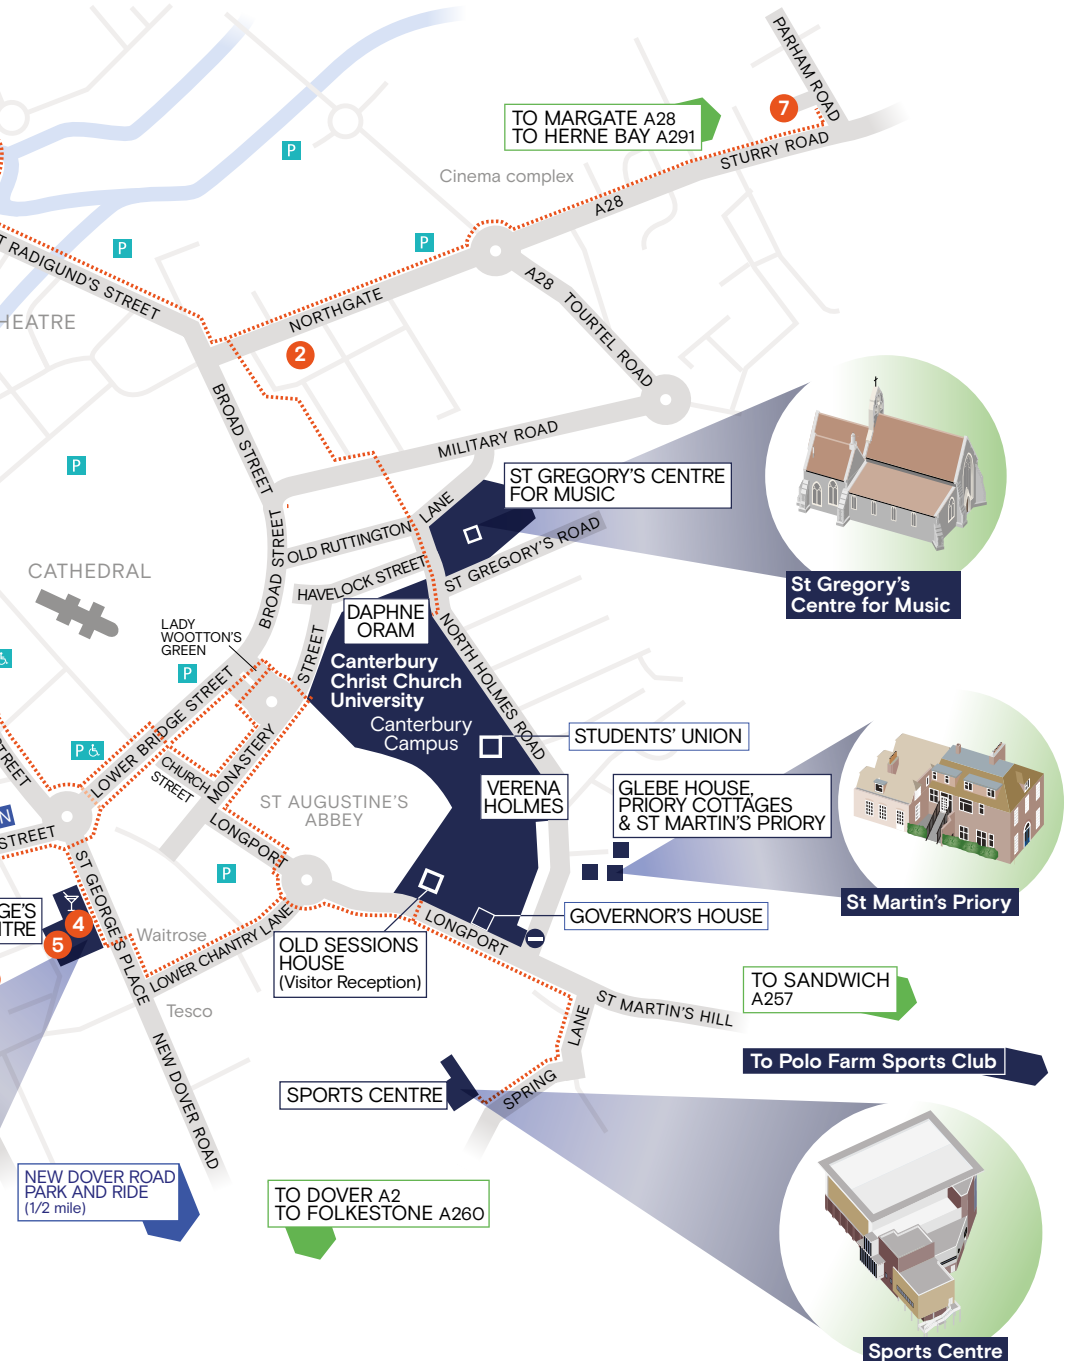 PARHAM ROAD
7
TO MARGATE A28
TO HERNE BAY A291
STURRY ROAD
P
Cinema complex
A28
P
P
T RADIGUND'S STREET
A28
TOURTEL ROAD
NORTHGATE
HEATRE
2
BROAD STREET
MILITARY ROAD
P
ST GREGORY'S CENTRE
FOR MUSIC
LANE
OLD RUTTINGTON
ST GREGORY'S ROAD
BROAD STREET
CATHEDRAL
HAVELOCK STREET
St Gregory's
Centre for Music
DAPHNE
ORAM
LADY
WOOTTON'S
GREEN
STREET
NORTH HOLMES ROAD
Canterbury
Christ Church
University
P
Canterbury
Campus
STUDENTS' UNION
LOWER BRIDGE STREET
P
TREET
CHURCH
STREET
MONASTERY
VERENA
HOLMES
GLEBE HOUSE,
PRIORY COTTAGES
& ST MARTIN'S PRIORY
ST AUGUSTINE'S
ABBEY
N
STREET
LONGPORT
ST GEORGE'S PLACE
P
St Martin's Priory
GE'S
TRE
4
5
Waitrose
LONGPORT
GOVERNOR'S HOUSE
LOWER CHANTRY LANE
OLD SESSIONS
HOUSE
(Visitor Reception)
TO SANDWICH
A257
Tesco
ST MARTIN'S HILL
LANE
NEW DOVER ROAD
To Polo Farm Sports Club
SPORTS CENTRE
SPRING
NEW DOVER ROAD
PARK AND RIDE
(1/2 mile)
TO DOVER A2
TO FOLKESTONE A260
Sports Centre